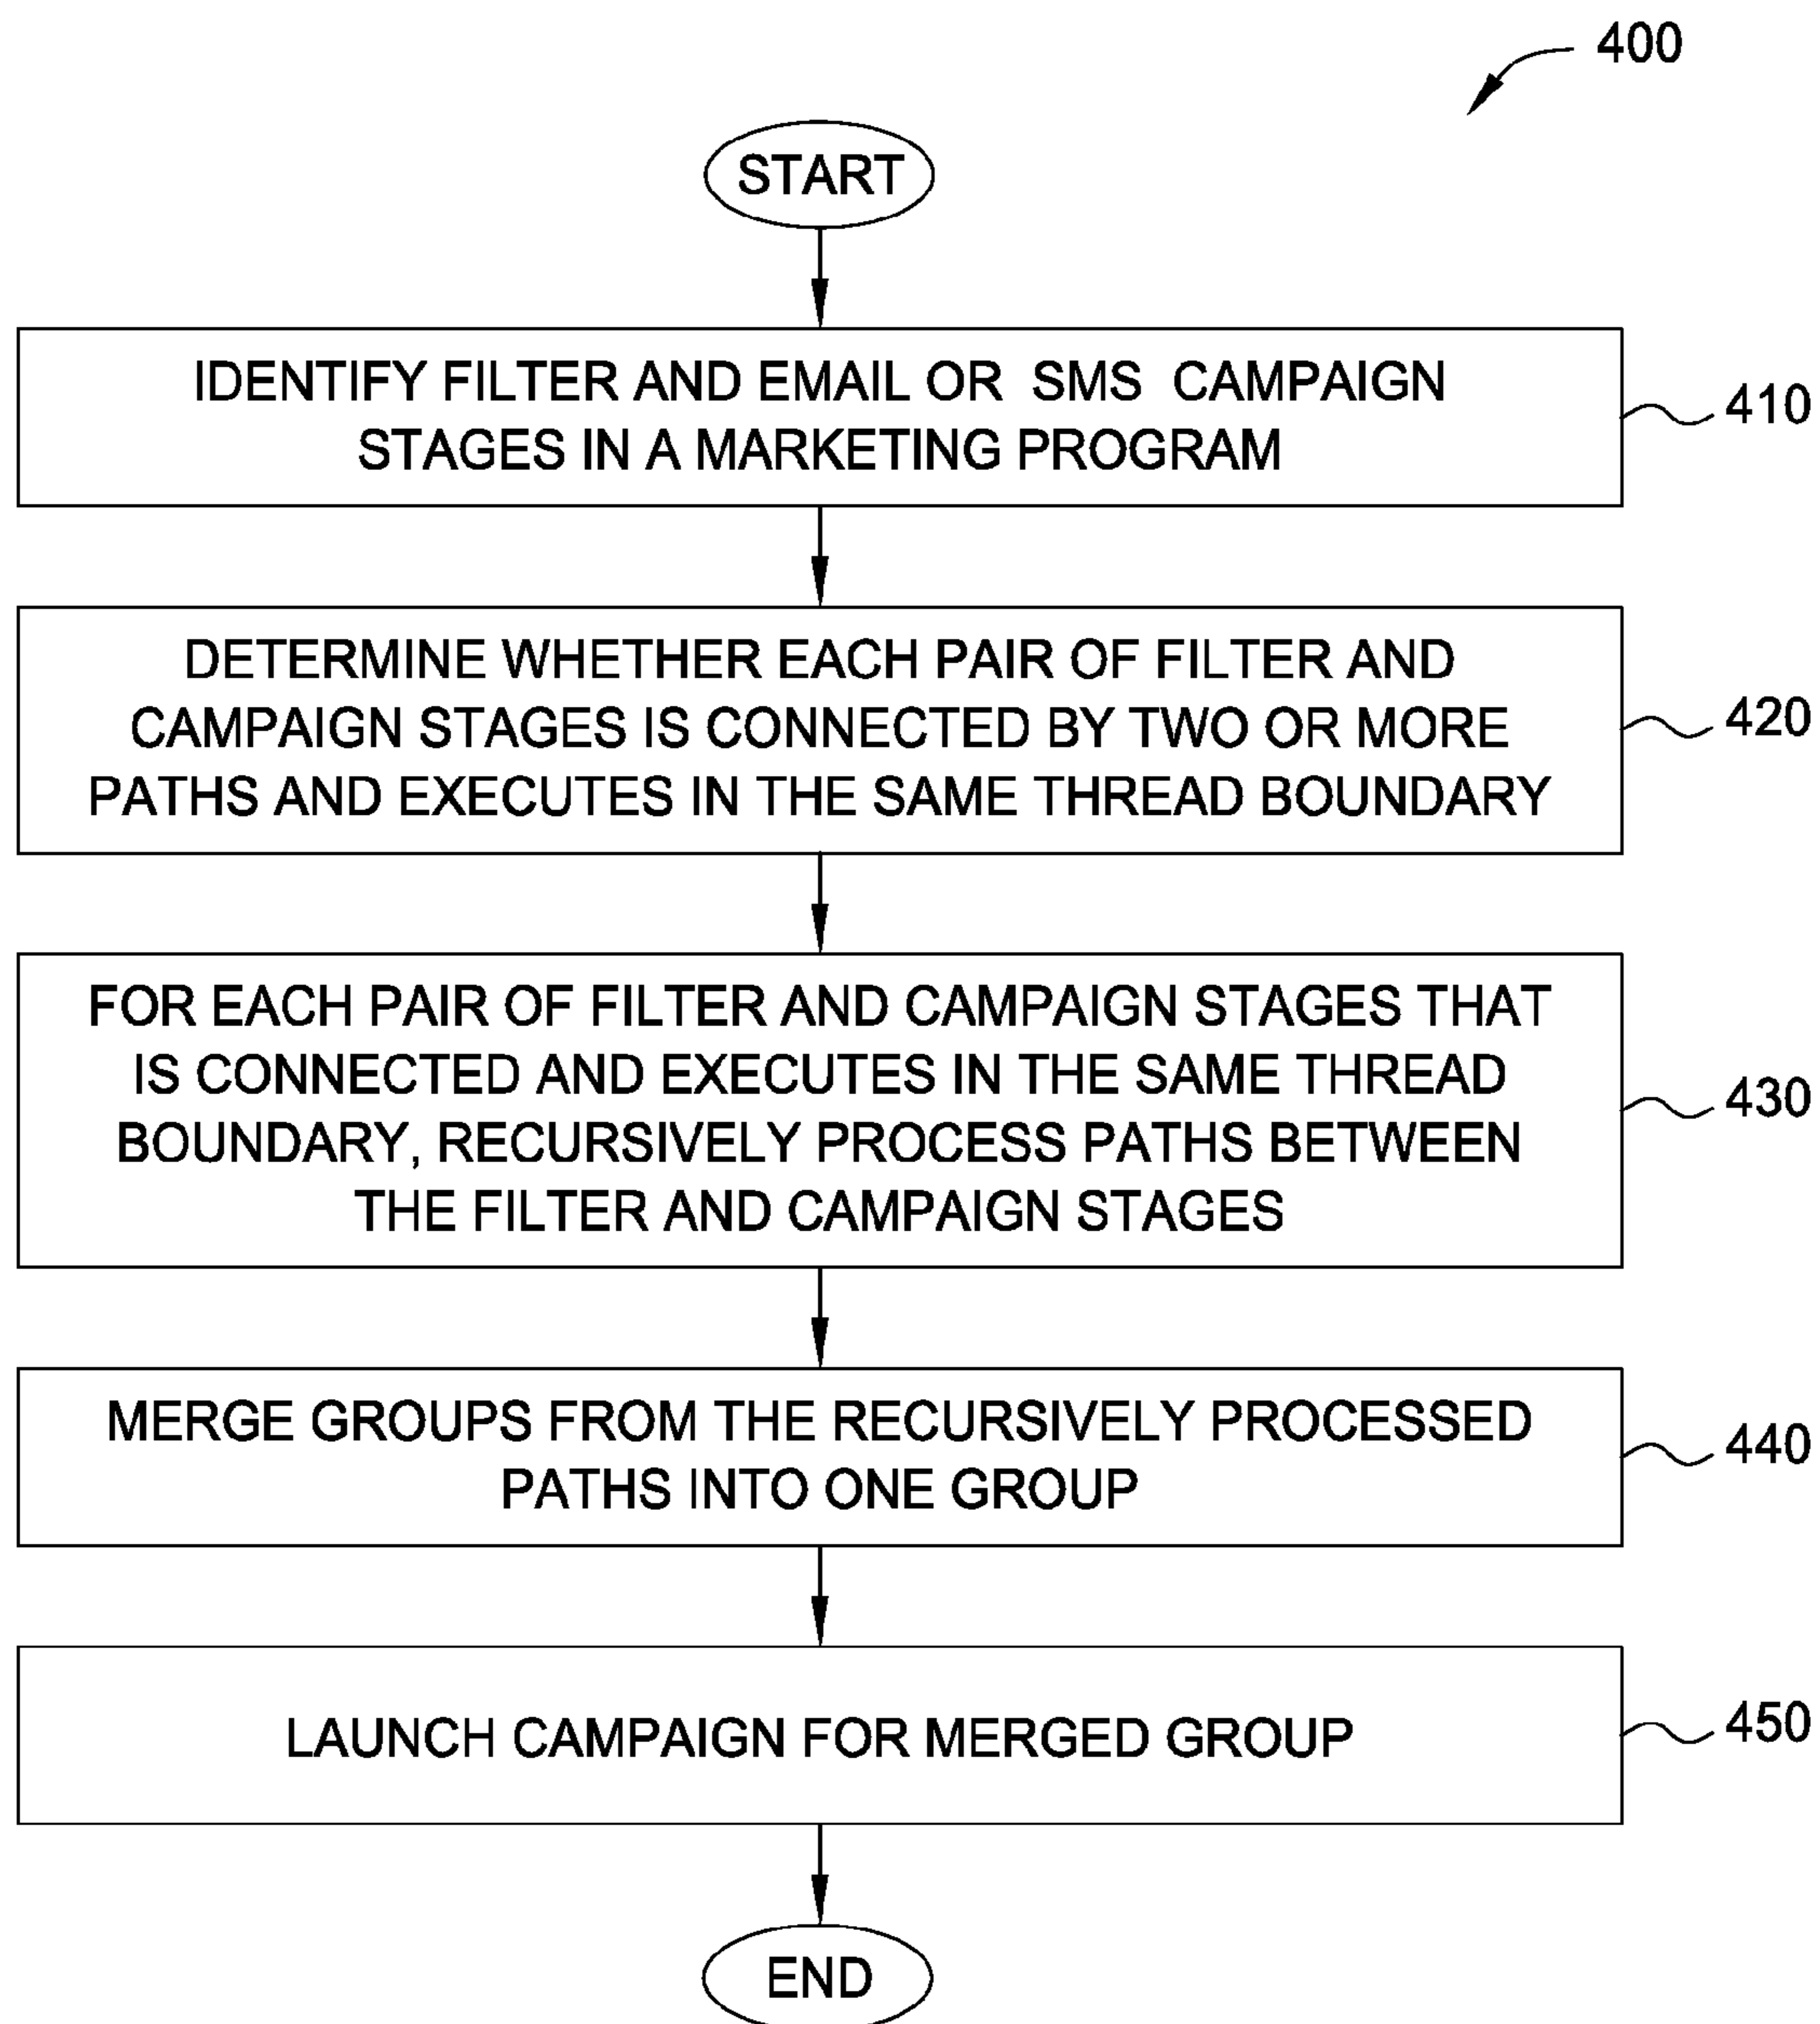 400
START
IDENTIFY FILTER AND EMAIL OR SMS CAMPAIGN
STAGES IN A MARKETING PROGRAM
410
DETERMINE WHETHER EACH PAIR OF FILTER AND
CAMPAIGN STAGES IS CONNECTED BY TWO OR MORE
PATHS AND EXECUTES IN THE SAME THREAD BOUNDARY
420
FOR EACH PAIR OF FILTER AND CAMPAIGN STAGES THAT
IS CONNECTED AND EXECUTES IN THE SAME THREAD
BOUNDARY, RECURSIVELY PROCESS PATHS BETWEEN
THE FILTER AND CAMPAIGN STAGES
430
MERGE GROUPS FROM THE RECURSIVELY PROCESSED
PATHS INTO ONE GROUP
440
LAUNCH CAMPAIGN FOR MERGED GROUP
450
END